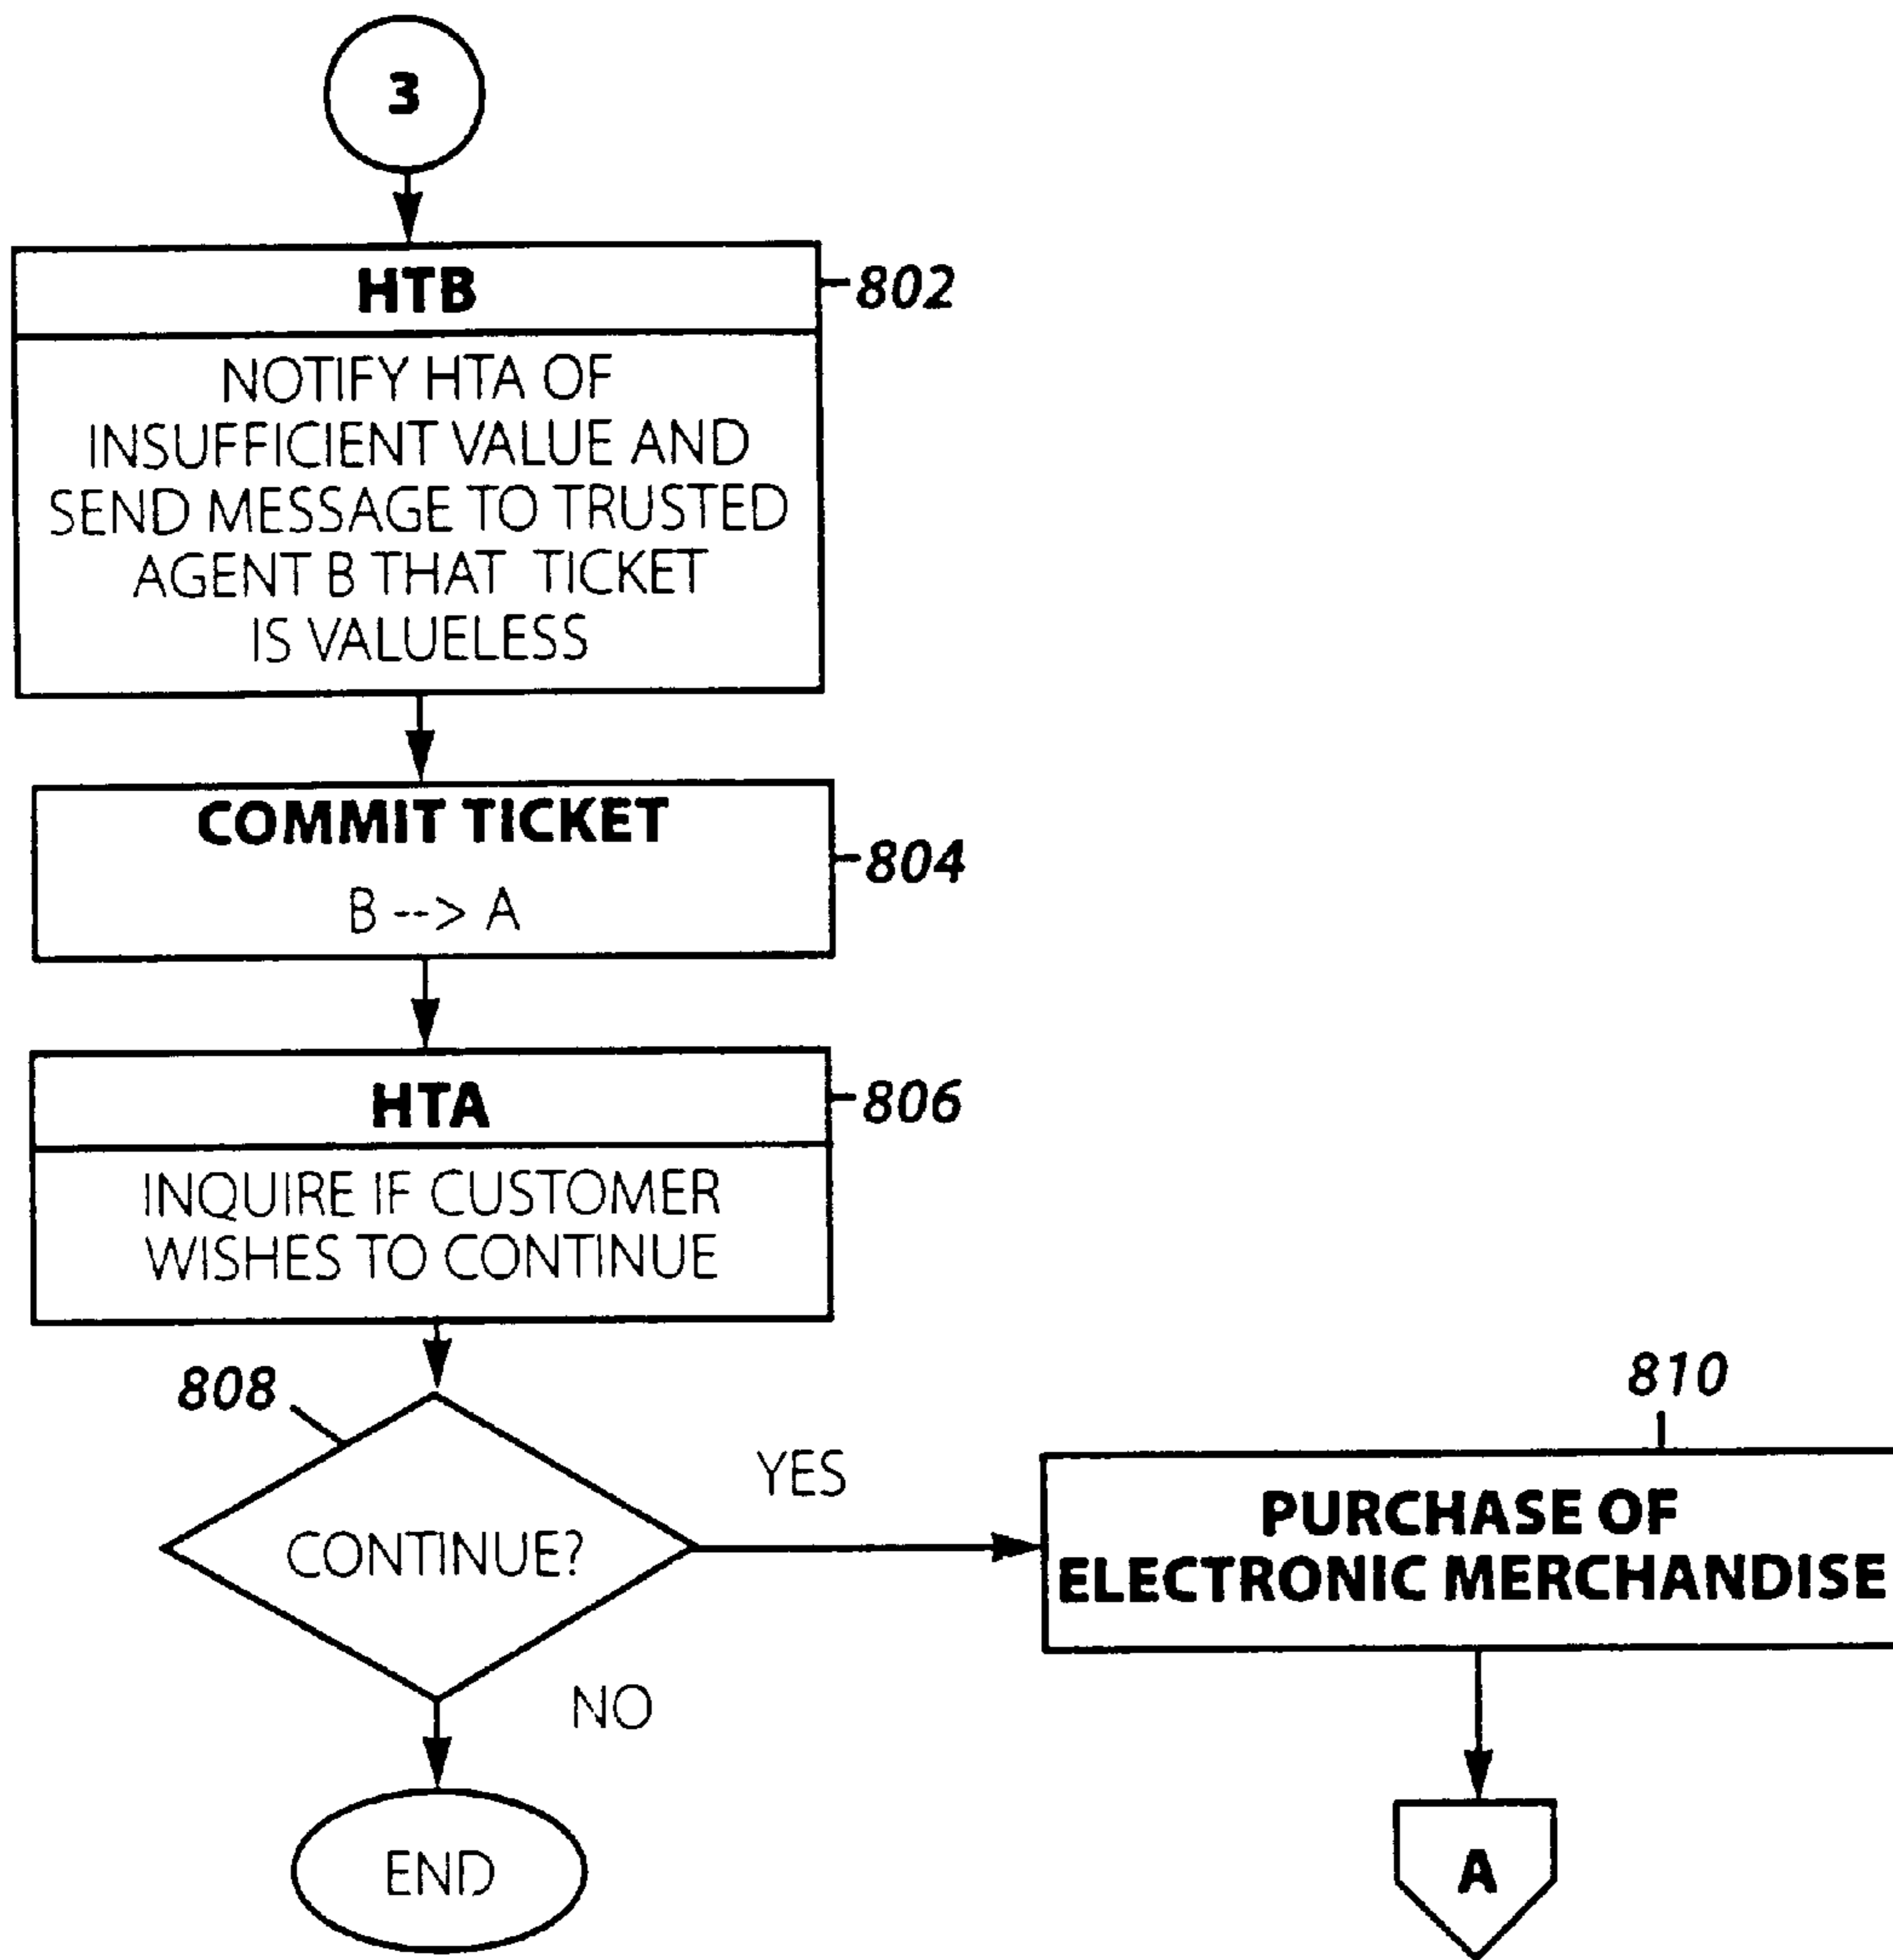 3
HTB
802
NOTIFY HTA OF
INSUFFICIENT VALUE AND
SEND MESSAGE TO TRUSTED
AGENT B THAT TICKET
IS VALUELESS
COMMIT TICKET
804
B --> A
HTA
806
INQUIRE IF CUSTOMER
WISHES TO CONTINUE
808
810
YES
CONTINUE?
PURCHASE OF
ELECTRONIC MERCHANDISE
NO
END
A